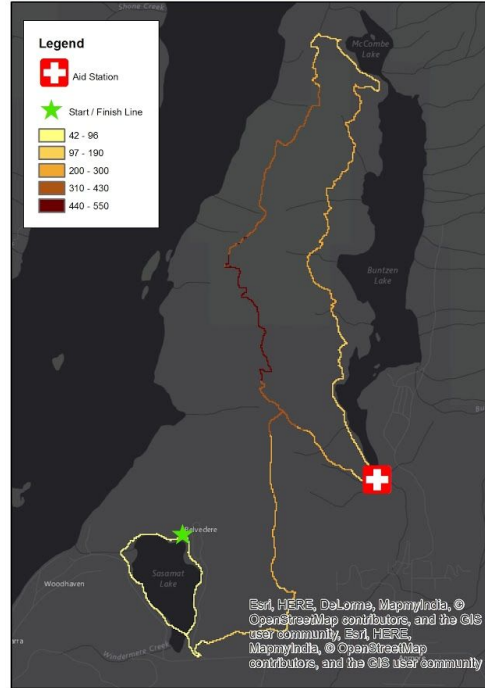 Shone Creek
McCombe
Lake
Legend
Aid Station
Start / Finish Line
42 - 96
97 - 190
200 - 300
310 - 430
440 - 550
Buntzen
Lake
Belvedere
Sasamat
Lake
Woodhaven
Windermere Creek
Esri, HERE, DeLorme, MapmyIndia, ©
OpenStreetMap contributors, and the GIS
user community, Esri, HERE,
MapmyIndia, © OpenStreetMap
contributors, and the GIS user community